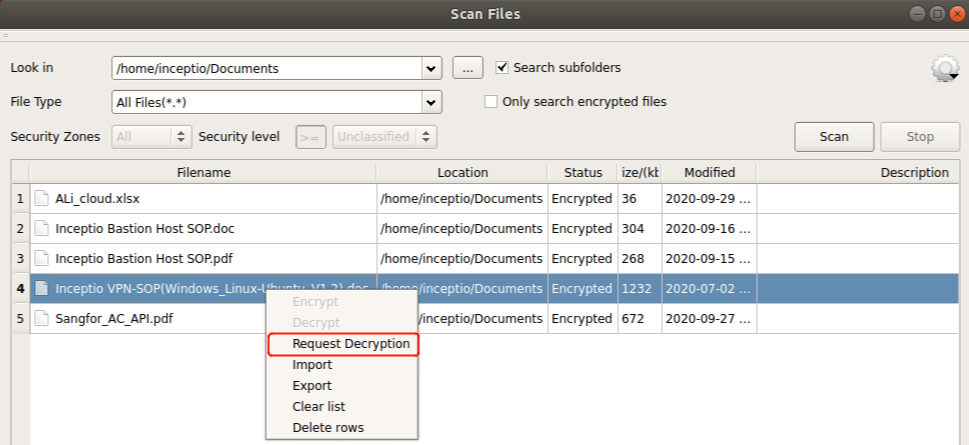 Scan Files
Look in /home/inceptio/Documents ... Search subfolders
File Type All Files(*.*) Only search encrypted files
Security Zones All Security level >= Unclassified Scan Stop
Filename Location Status ize/(kb Modified Description
1 ALi_cloud.xlsx /home/inceptio/Documents Encrypted 36 2020-09-29 ...
2 Inceptio Bastion Host SOP.doc /home/inceptio/Documents Encrypted 304 2020-09-16 ...
3 Inceptio Bastion Host SOP.pdf /home/inceptio/Documents Encrypted 268 2020-09-15 ...
4 Inceptio VPN-SOP(Windows_Linux-Ubuntu_V1.2).doc /home/inceptio/Documents Encrypted 1232 2020-07-02 ...
5 Sangfor_AC_API.pdf /inceptio/Documents Encrypted 672 2020-09-27 ...
Encrypt
Decrypt
Request Decryption
Import
Export
Clear list
Delete rows